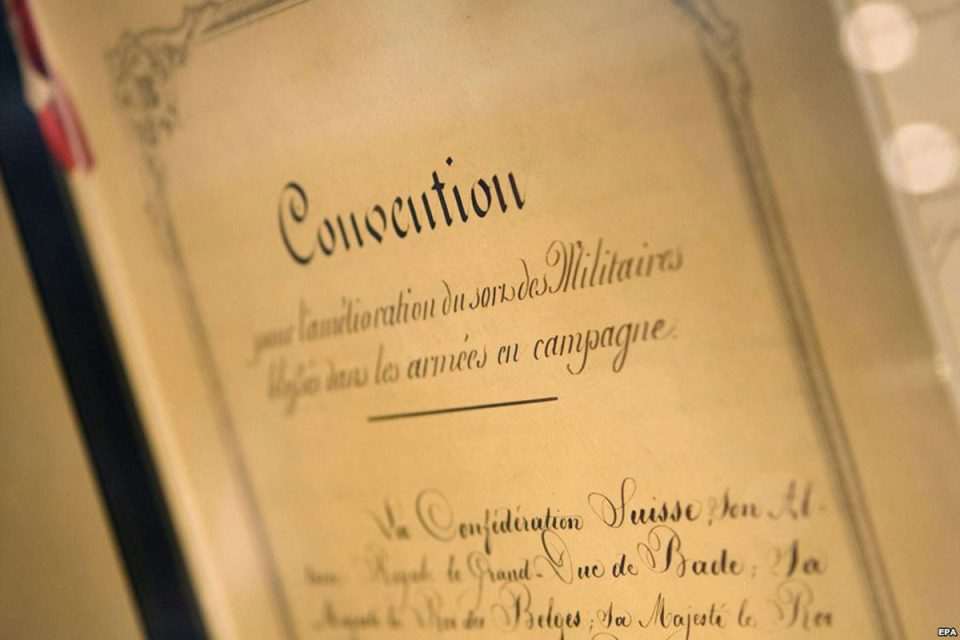 Convention
pour l'amélioration du sort des Militaires
blessés dans les armées en campagne.
La Confédération Suisse, Son Al-
tesse Royale le Grand-Duc de Bade; Sa
Majesté le Roi des Belges; Sa Majesté le Roi
EPA